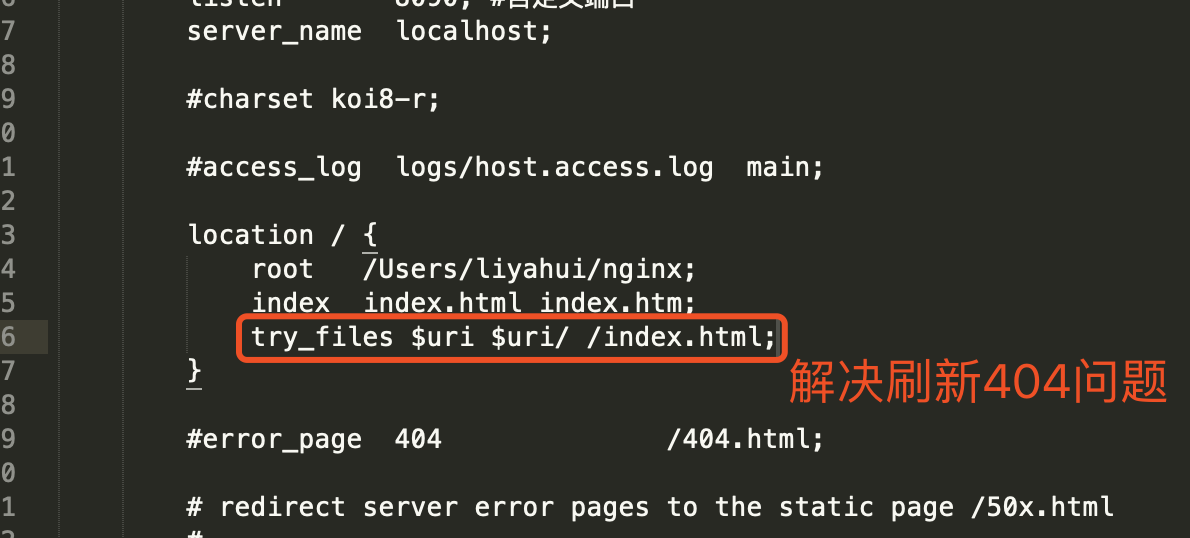 7 server_name localhost;
8
9 #charset koi8-r;
0
1 #access_log logs/host.access.log main;
2
3 location / {
4 root /Users/liyahui/nginx;
5 index index.html index.htm;
6 try_files $uri $uri/ /index.html;
7 }
解决刷新404问题
8
9 #error_page 404 /404.html;
0
1 # redirect server error pages to the static page /50x.html
#